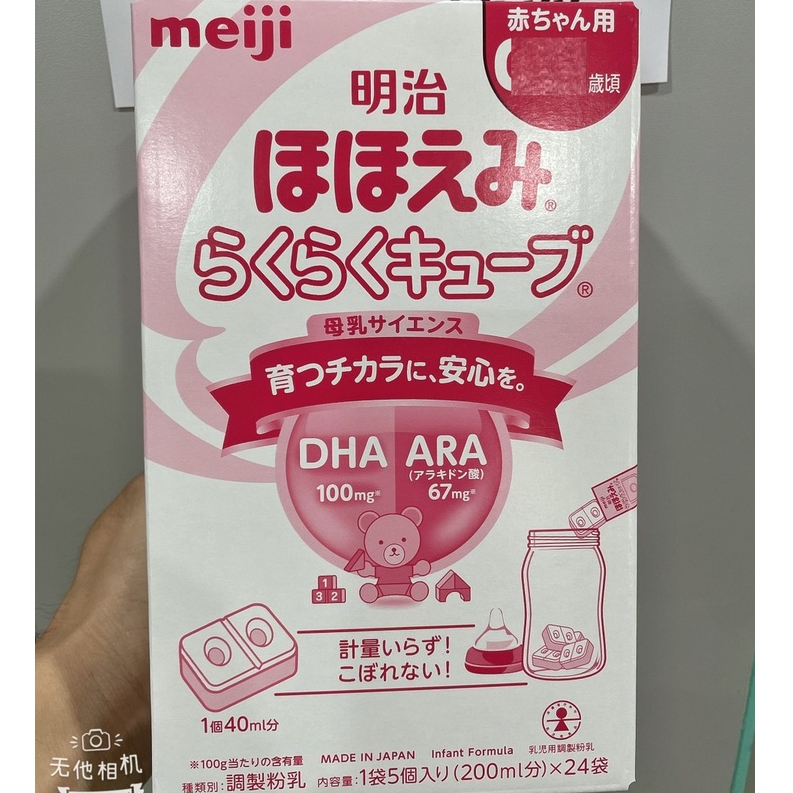 meiji
赤ちゃん用
歳頃
明治
ほほえみ®
らくらくキューブ®
母乳サイエンス
育つチカラに、安心を。
DHA
100mg※
ARA
(アラキドン酸)
67mg※
1
3 2
計量いらず!
こぼれない!
1個40ml分
乳児用調製粉乳
※100g当たりの含有量
MADE IN JAPAN Infant Formula
種類別:調製粉乳 内容量:1袋5個入り(200ml分)×24袋
无他相机